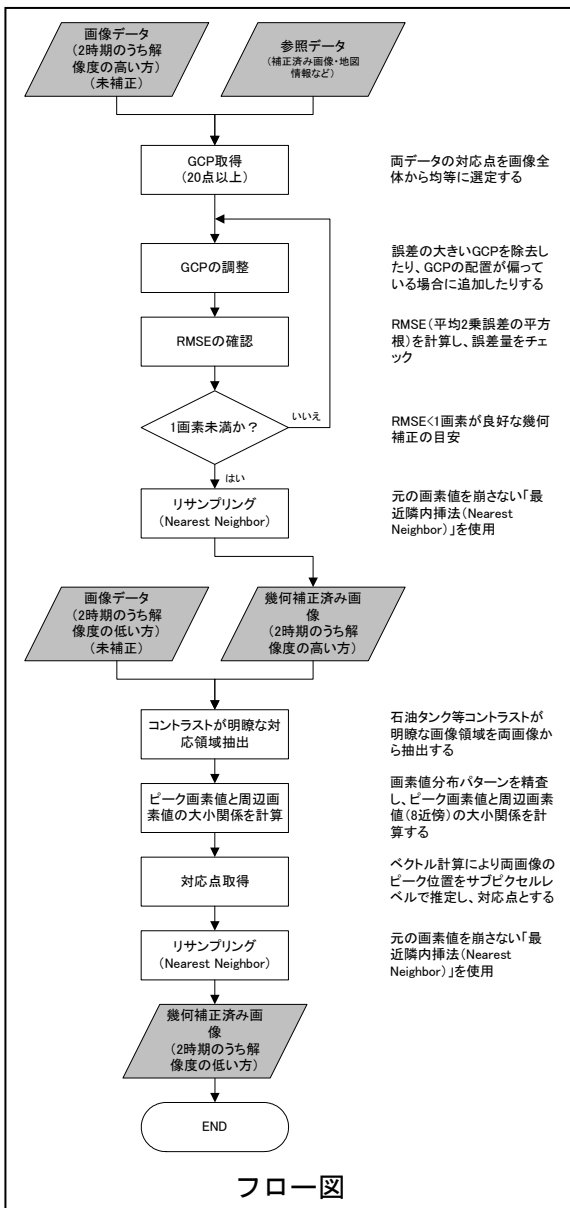 画像データ
(2時期のうち解
像度の高い方)
(未補正)
参照データ
(補正済み画像・地図
情報など)
GCP取得
(20点以上)
両データの対応点を画像全
体から均等に選定する
GCPの調整
誤差の大きいGCPを除去し
たり、GCPの配置が偏って
いる場合に追加したりする
RMSEの確認
RMSE(平均2乗誤差の平方
根)を計算し、誤差量をチェ
ック
1画素未満か?
いいえ
RMSE<1画素が良好な幾何
補正の目安
はい
リサンプリング
(Nearest Neighbor)
元の画素値を崩さない「最
近隣内挿法(Nearest
Neighbor)」を使用
画像データ
(2時期のうち解
像度の低い方)
(未補正)
幾何補正済み画
像
(2時期のうち解
像度の高い方)
コントラストが明瞭な対
応領域抽出
石油タンク等コントラストが
明瞭な画像領域を両画像か
ら抽出する
ピーク画素値と周辺画
素値の大小関係を計算
画素値分布パターンを精査
し、ピーク画素値と周辺画素
値(8近傍)の大小関係を計
算する
対応点取得
ベクトル計算により両画像の
ピーク位置をサブピクセルレ
ベルで推定し、対応点とする
リサンプリング
(Nearest Neighbor)
元の画素値を崩さない「最
近隣内挿法(Nearest
Neighbor)」を使用
幾何補正済み画
像
(2時期のうち解
像度の低い方)
END
フロー図